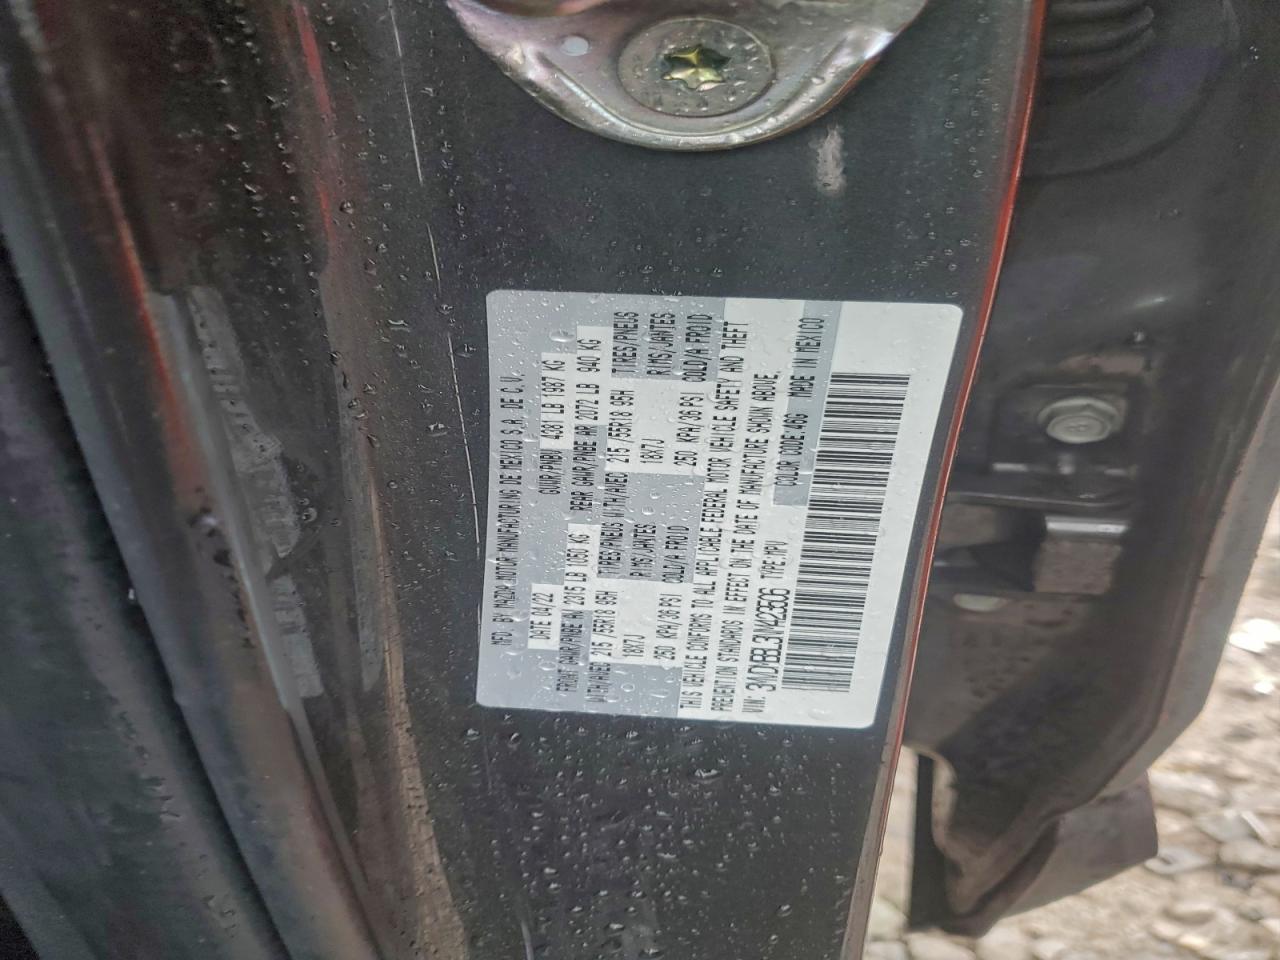 MFD. BY MAZDA MOTOR MANUFACTURING DE MEXICO S.A. DE C.V.
DATE 04/22 GVWR/PNBV 4381 LB 1987 KG
FRONT GAWR/PNBE AV 2315 LB 1050 KG REAR GAWR/PNBE AR 2072 LB 940 KG
WITH/AVEC 215/55R18 95H TIRES/PNEUS WITH/AVEC 215/55R18 95H TIRES/PNEUS
18X7J RIMS/JANTES 18X7J RIMS/JANTES
250 KPA/36 PSI COLD/A FROID 250 KPA/36 PSI COLD/A FROID
THIS VEHICLE CONFORMS TO ALL APPLICABLE FEDERAL MOTOR VEHICLE SAFETY AND THEFT
PREVENTION STANDARDS IN EFFECT ON THE DATE OF MANUFACTURE SHOWN ABOVE.
VIN: TYPE:MPV COLOR CODE:46G MADE IN MEXICO